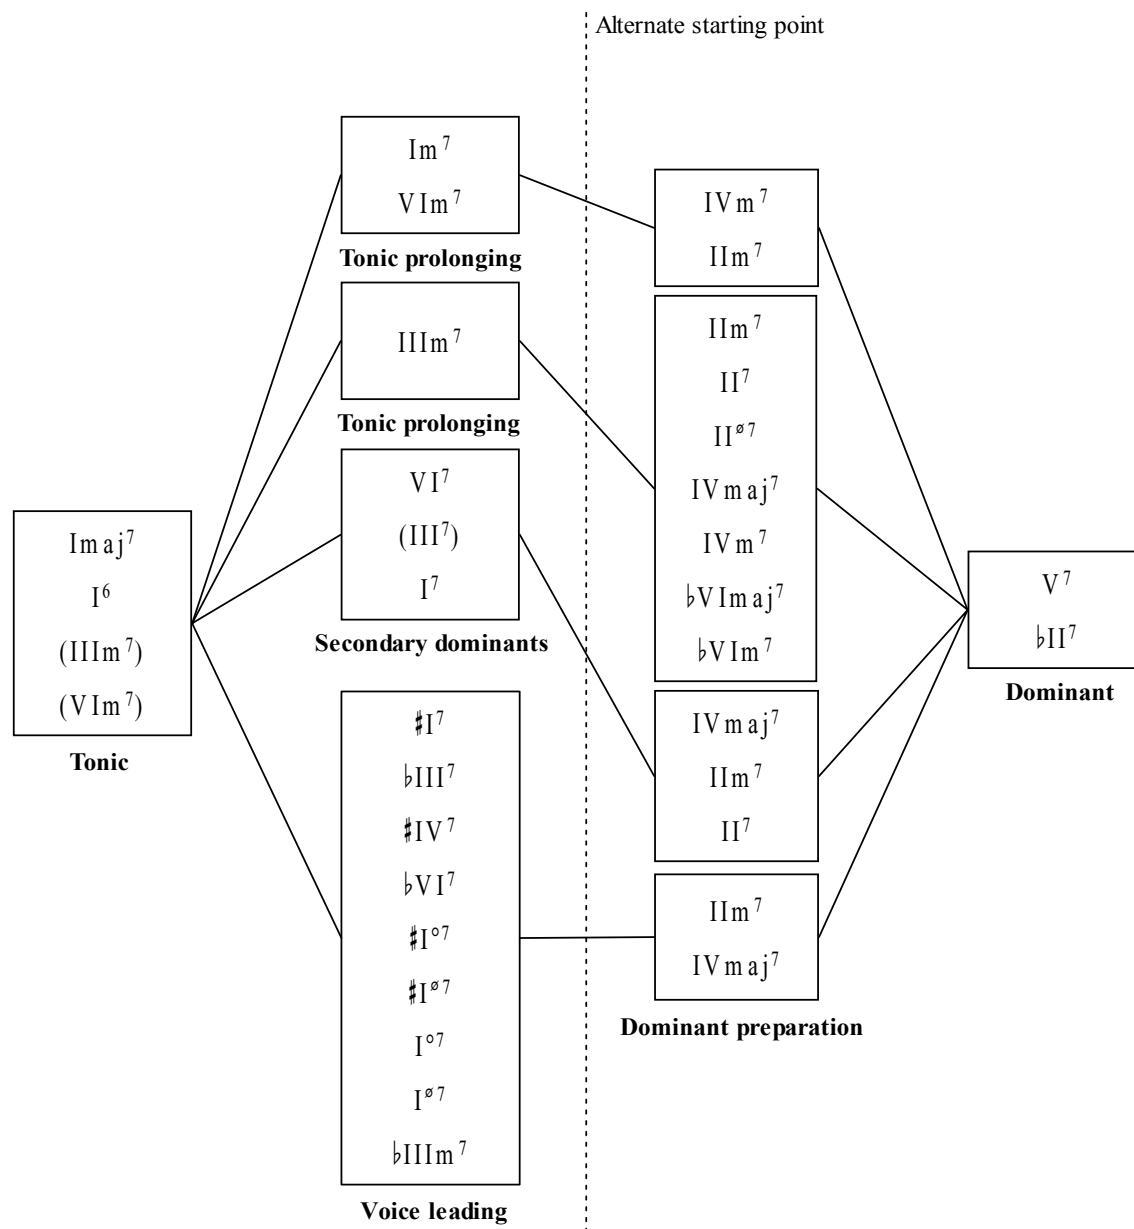 Alternate starting point
Im⁷
VIm⁷
Tonic prolonging
IIIm⁷
Tonic prolonging
VI⁷
(III⁷)
I⁷
Secondary dominants
Imaj⁷
I⁶
(IIIm⁷)
(VIm⁷)
Tonic
♯I⁷
♭III⁷
♯IV⁷
♭VI⁷
♯I°⁷
♯Iø⁷
I°⁷
Iø⁷
♭IIIm⁷
Voice leading
IVm⁷
IIm⁷
IIm⁷
II⁷
IIø⁷
IVmaj⁷
IVm⁷
♭VImaj⁷
♭VIm⁷
IVmaj⁷
IIm⁷
II⁷
IIm⁷
IVmaj⁷
Dominant preparation
V⁷
♭II⁷
Dominant